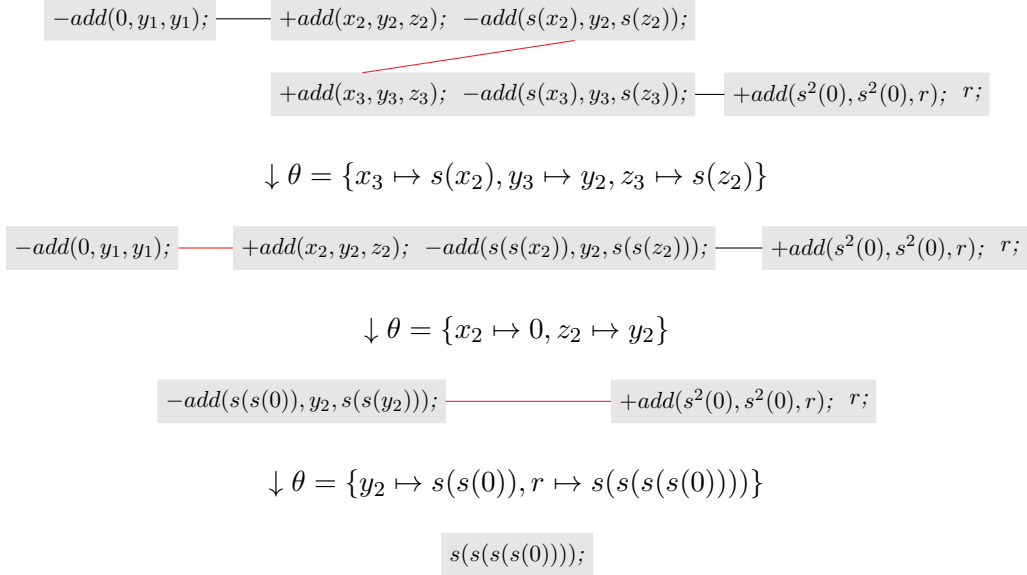 −add(0, y₁, y₁); +add(x₂, y₂, z₂); −add(s(x₂), y₂, s(z₂));
+add(x₃, y₃, z₃); −add(s(x₃), y₃, s(z₃)); +add(s²(0), s²(0), r); r;
↓ θ = {x₃ ↦ s(x₂), y₃ ↦ y₂, z₃ ↦ s(z₂)}
−add(0, y₁, y₁); +add(x₂, y₂, z₂); −add(s(s(x₂)), y₂, s(s(z₂))); +add(s²(0), s²(0), r); r;
↓ θ = {x₂ ↦ 0, z₂ ↦ y₂}
−add(s(s(0)), y₂, s(s(y₂))); +add(s²(0), s²(0), r); r;
↓ θ = {y₂ ↦ s(s(0)), r ↦ s(s(s(s(0))))}
s(s(s(s(0))));